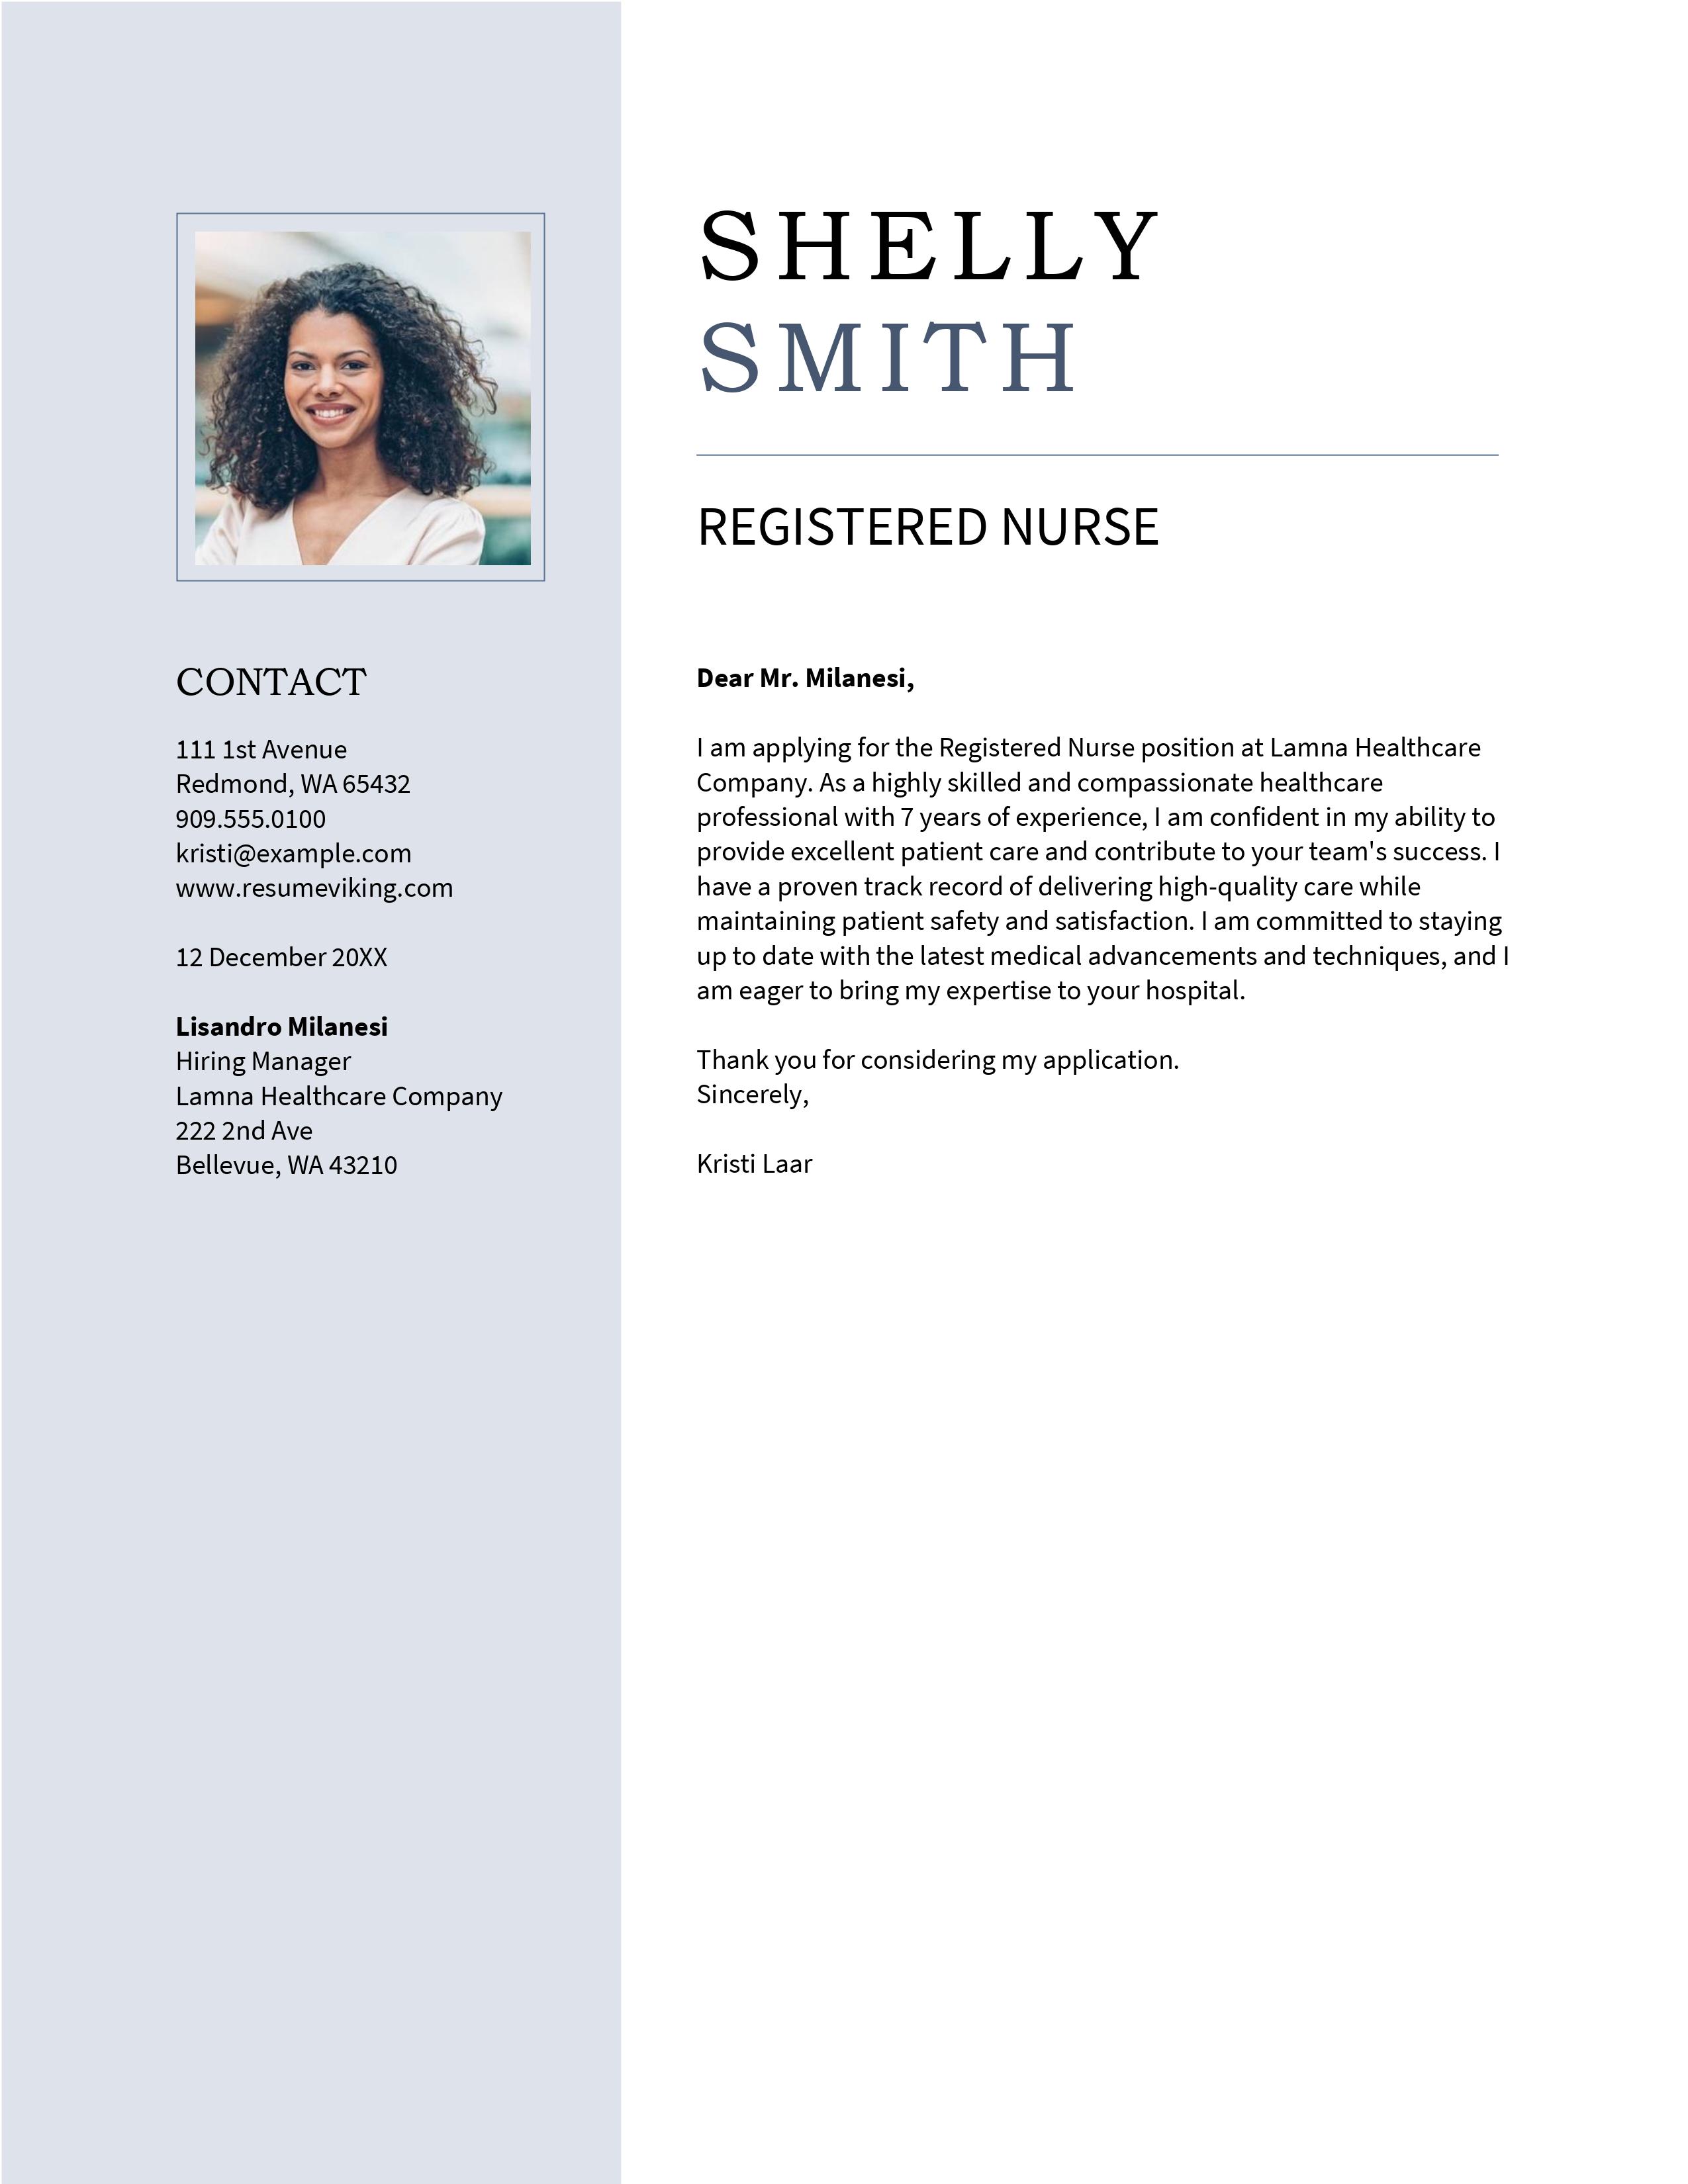 SHELLY
SMITH
REGISTERED NURSE
CONTACT
111 1st Avenue
Redmond, WA 65432
909.555.0100
kristi@example.com
www.resumeviking.com
12 December 20XX
Lisandro Milanesi
Hiring Manager
Lamna Healthcare Company
222 2nd Ave
Bellevue, WA 43210
Dear Mr. Milanesi,
I am applying for the Registered Nurse position at Lamna Healthcare
Company. As a highly skilled and compassionate healthcare
professional with 7 years of experience, I am confident in my ability to
provide excellent patient care and contribute to your team's success. I
have a proven track record of delivering high-quality care while
maintaining patient safety and satisfaction. I am committed to staying
up to date with the latest medical advancements and techniques, and I
am eager to bring my expertise to your hospital.
Thank you for considering my application.
Sincerely,
Kristi Laar